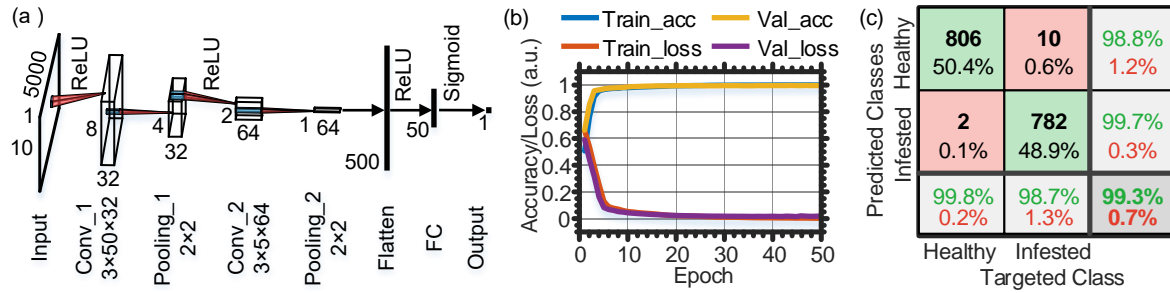 (a )
5000
ReLU
ReLU
ReLU
Sigmoid
1
10
8
32
4
32
2
64
1
64
500
50
1
Input
Conv_1
3×50×32
Pooling_1
2×2
Conv_2
3×5×64
Pooling_2
2×2
Flatten
FC
Output
(b)
Train_acc
Val_acc
Train_loss
Val_loss
Accuracy/Loss (a.u.)
1
0.8
0.6
0.4
0.2
0
0 10 20 30 40 50
Epoch
(c)
Predicted Classes
Healthy
Infested
806 10 98.8%
50.4% 0.6% 1.2%
2 782 99.7%
0.1% 48.9% 0.3%
99.8% 98.7% 99.3%
0.2% 1.3% 0.7%
Healthy Infested
Targeted Class